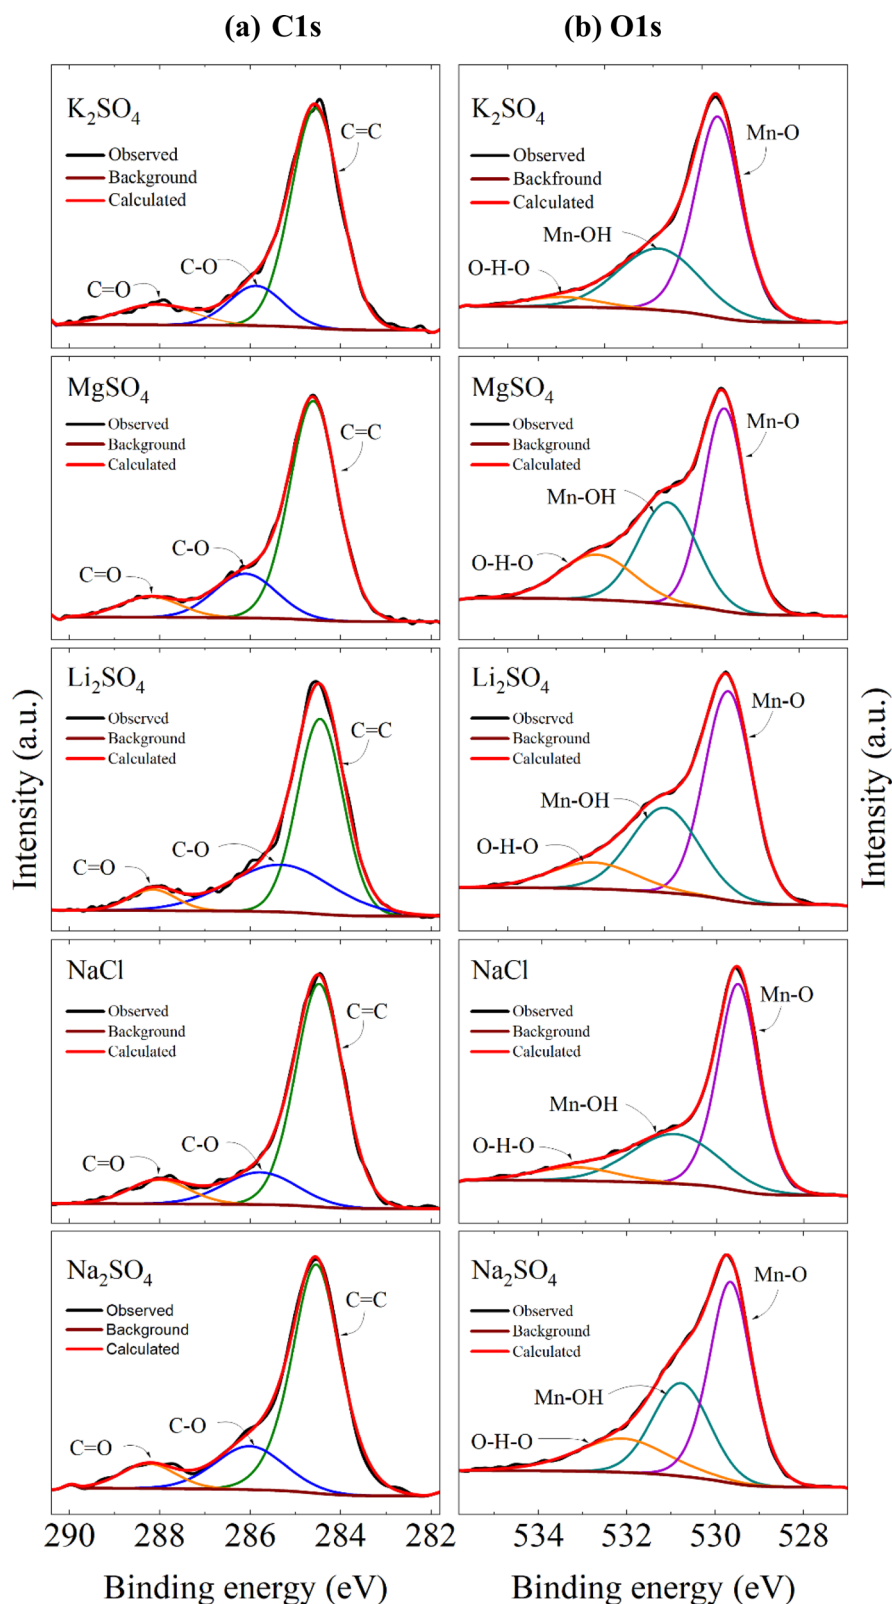 (a) C1s
(b) O1s
K₂SO₄
Observed
Background
Calculated
C=C
C-O
C=O
K₂SO₄
Observed
Backfround
Calculated
Mn-O
Mn-OH
O-H-O
MgSO₄
Observed
Background
Calculated
C=C
C-O
C=O
MgSO₄
Observed
Background
Calculated
Mn-O
Mn-OH
O-H-O
Li₂SO₄
Observed
Background
Calculated
C=C
C-O
C=O
Li₂SO₄
Observed
Background
Calculated
Mn-O
Mn-OH
O-H-O
Intensity (a.u.)
Intensity (a.u.)
NaCl
Observed
Background
Calculated
C=C
C-O
C=O
NaCl
Observed
Background
Calculated
Mn-O
Mn-OH
O-H-O
Na₂SO₄
Observed
Background
Calculated
C=C
C-O
C=O
Na₂SO₄
Observed
Background
Calculated
Mn-O
Mn-OH
O-H-O
290 288 286 284 282
534 532 530 528
Binding energy (eV)
Binding energy (eV)